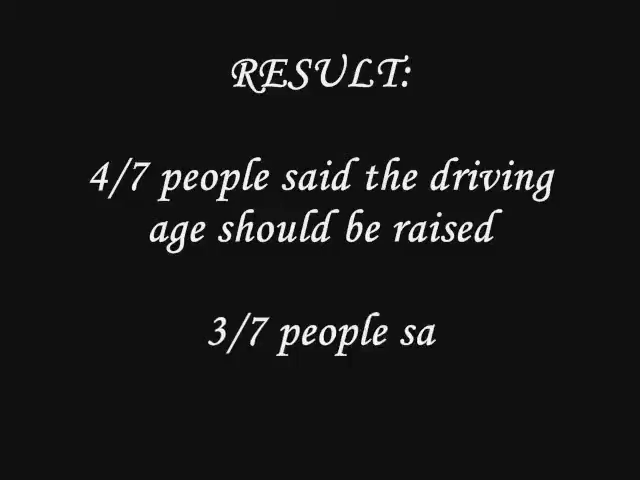 RESULT:
4/7 people said the driving
age should be raised
3/7 people sa